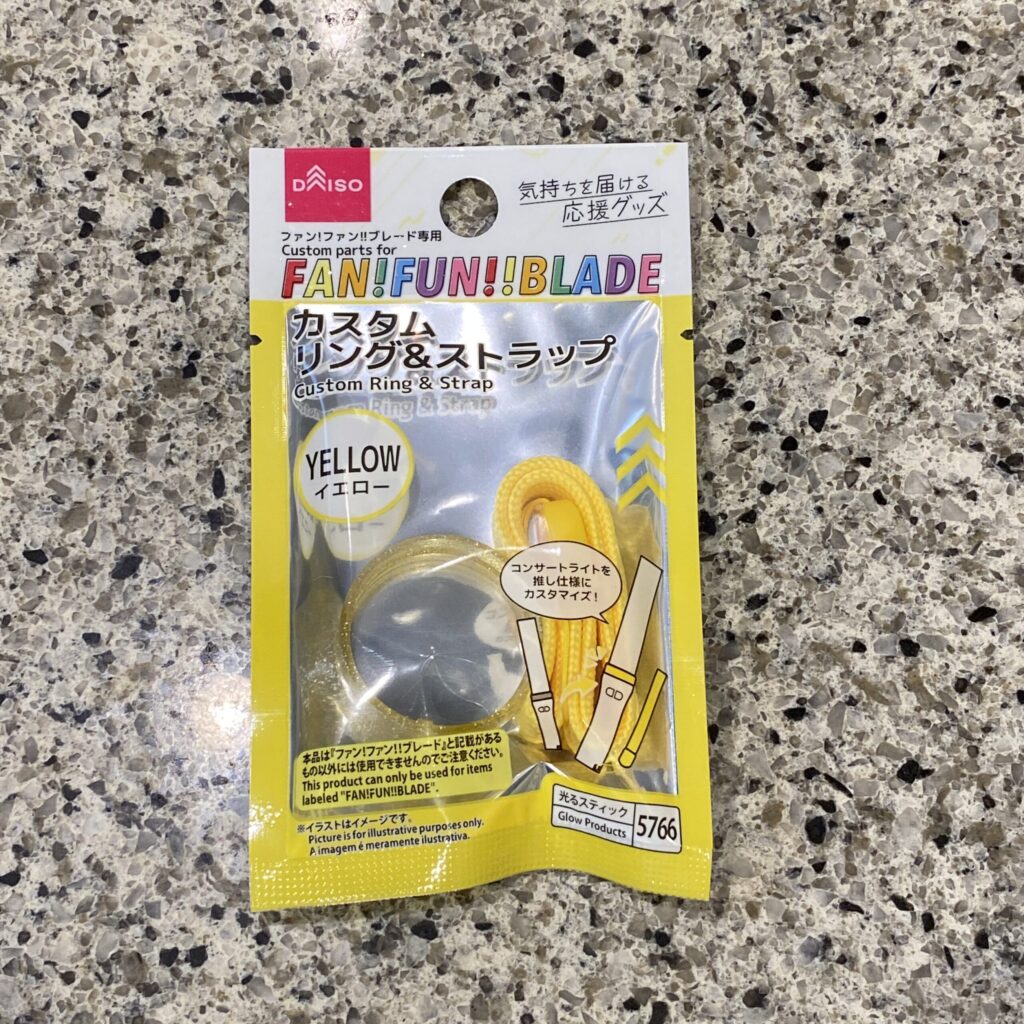 DAISO
気持ちを届ける
応援グッズ
ファン!ファン!!ブレード専用
Custom parts for
FAN!FUN!!BLADE
カスタム
リング&ストラップ
Custom Ring & Strap
YELLOW
イエロー
コンサートライトを
推し仕様に
カスタマイズ!
本品は『ファン!ファン!!ブレード』と記載がある
もの以外には使用できませんのでご注意ください。
This product can only be used for items
labeled "FAN!FUN!!BLADE".
※イラストはイメージです。
Picture is for illustrative purposes only.
A imagem é meramente ilustrativa.
光るスティック
Glow Products
5766